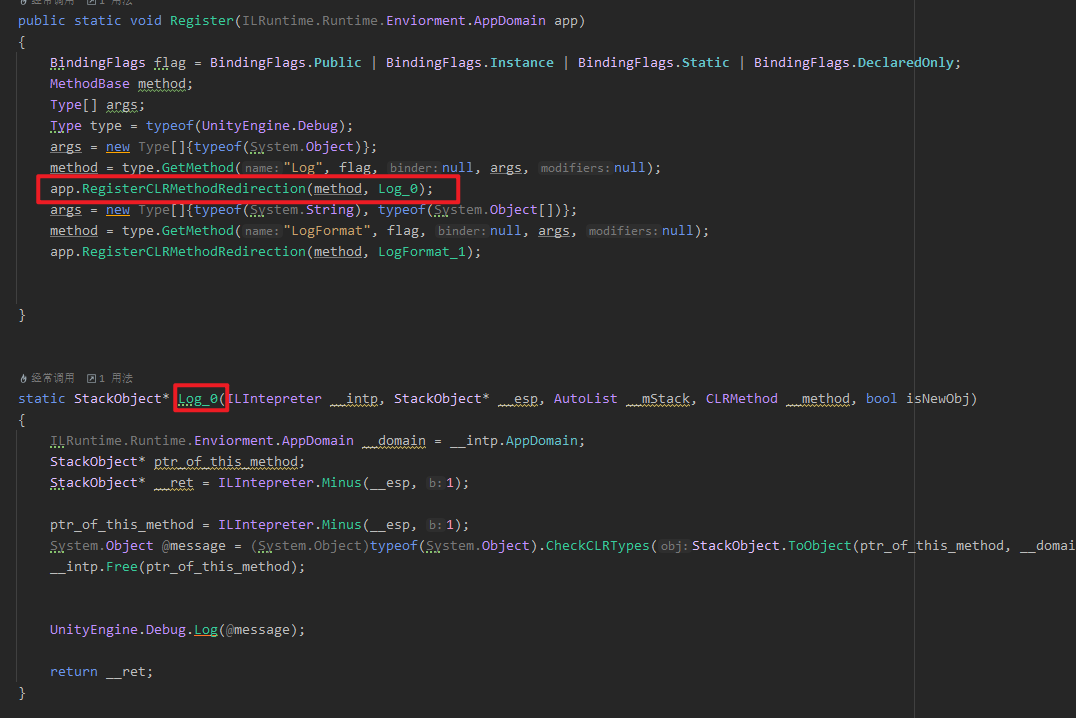 经常调用 1 用法
public static void Register(ILRuntime.Runtime.Enviorment.AppDomain app)
{
BindingFlags flag = BindingFlags.Public | BindingFlags.Instance | BindingFlags.Static | BindingFlags.DeclaredOnly;
MethodBase method;
Type[] args;
Type type = typeof(UnityEngine.Debug);
args = new Type[]{typeof(System.Object)};
method = type.GetMethod( name: "Log", flag, binder: null, args, modifiers: null);
app.RegisterCLRMethodRedirection(method, Log_0);
args = new Type[]{typeof(System.String), typeof(System.Object[])};
method = type.GetMethod( name: "LogFormat", flag, binder: null, args, modifiers: null);
app.RegisterCLRMethodRedirection(method, LogFormat_1);
}
经常调用 1 用法
static StackObject* Log_0(ILIntepreter __intp, StackObject* __esp, AutoList __mStack, CLRMethod __method, bool isNewObj)
{
ILRuntime.Runtime.Enviorment.AppDomain __domain = __intp.AppDomain;
StackObject* ptr_of_this_method;
StackObject* __ret = ILIntepreter.Minus(__esp, b: 1);
ptr_of_this_method = ILIntepreter.Minus(__esp, b: 1);
System.Object @message = (System.Object)typeof(System.Object).CheckCLRTypes( obj: StackObject.ToObject(ptr_of_this_method, __domai
__intp.Free(ptr_of_this_method);
UnityEngine.Debug.Log(@message);
return __ret;
}